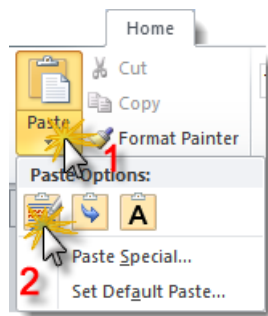 Home
Cut
Copy
Paste
Format Painter
1
Paste Options:
A
2
Paste Special...
Set Default Paste...